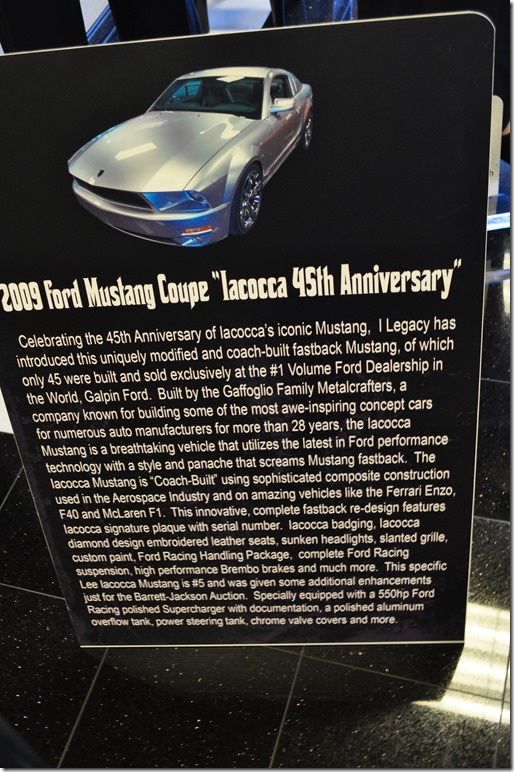 2009 Ford Mustang Coupe "Iacocca 45th Anniversary"
Celebrating the 45th Anniversary of Iacocca's iconic Mustang, I Legacy has
introduced this uniquely modified and coach-built fastback Mustang, of which
only 45 were built and sold exclusively at the #1 Volume Ford Dealership in
the World, Galpin Ford. Built by the Gaffoglio Family Metalcrafters, a
company known for building some of the most awe-inspiring concept cars
for numerous auto manufacturers for more than 28 years, the Iacocca
Mustang is a breathtaking vehicle that utilizes the latest in Ford performance
technology with a style and panache that screams Mustang fastback. The
Iacocca Mustang is "Coach-Built" using sophisticated composite construction
used in the Aerospace Industry and on amazing vehicles like the Ferrari Enzo,
F40 and McLaren F1. This innovative, complete fastback re-design features
Iacocca signature plaque with serial number. Iacocca badging, Iacocca
diamond design embroidered leather seats, sunken headlights, slanted grille,
custom paint, Ford Racing Handling Package, complete Ford Racing
suspension, high performance Brembo brakes and much more. This specific
Lee Iacocca Mustang is #5 and was given some additional enhancements
just for the Barrett-Jackson Auction. Specially equipped with a 550hp Ford
Racing polished Supercharger with documentation, a polished aluminum
overflow tank, power steering tank, chrome valve covers and more.